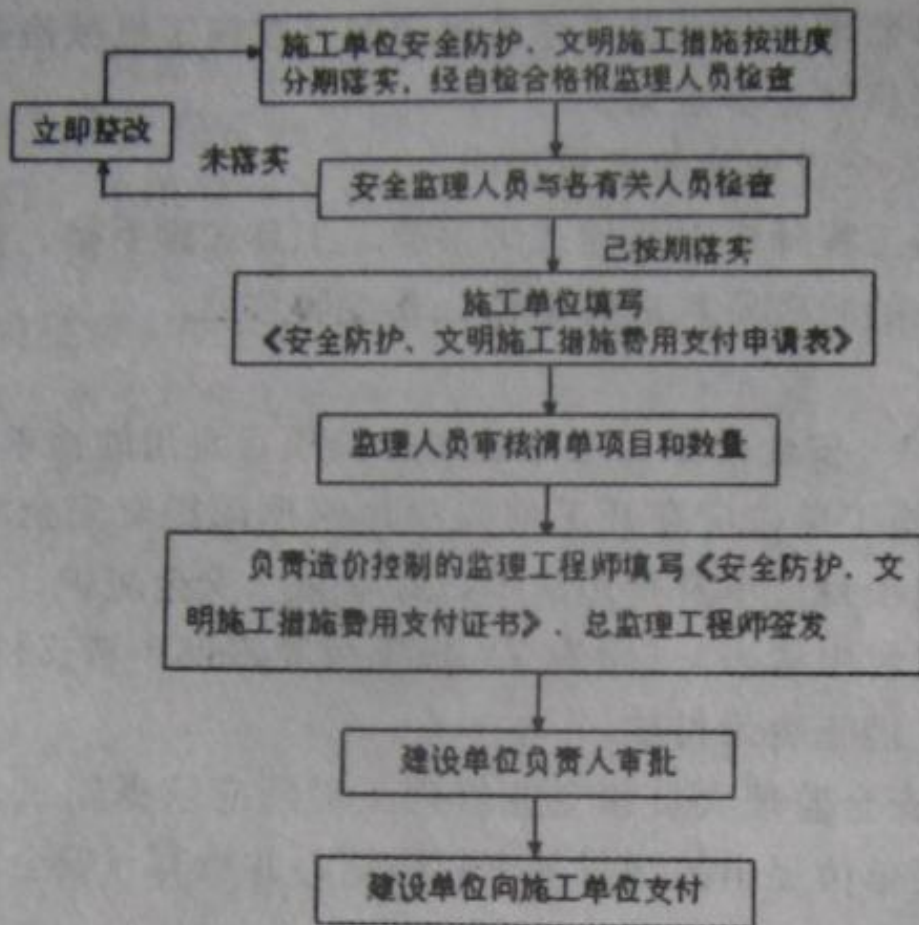 施工单位安全防护、文明施工措施按进度
分期落实，经自检合格报监理人员检查
立即整改
未落实
安全监理人员与各有关人员检查
已按期落实
施工单位填写
《安全防护、文明施工措施费用支付申请表》
监理人员审核清单项目和数量
负责造价控制的监理工程师填写《安全防护、文
明施工措施费用支付证书》、总监理工程师签发
建设单位负责人审批
建设单位向施工单位支付